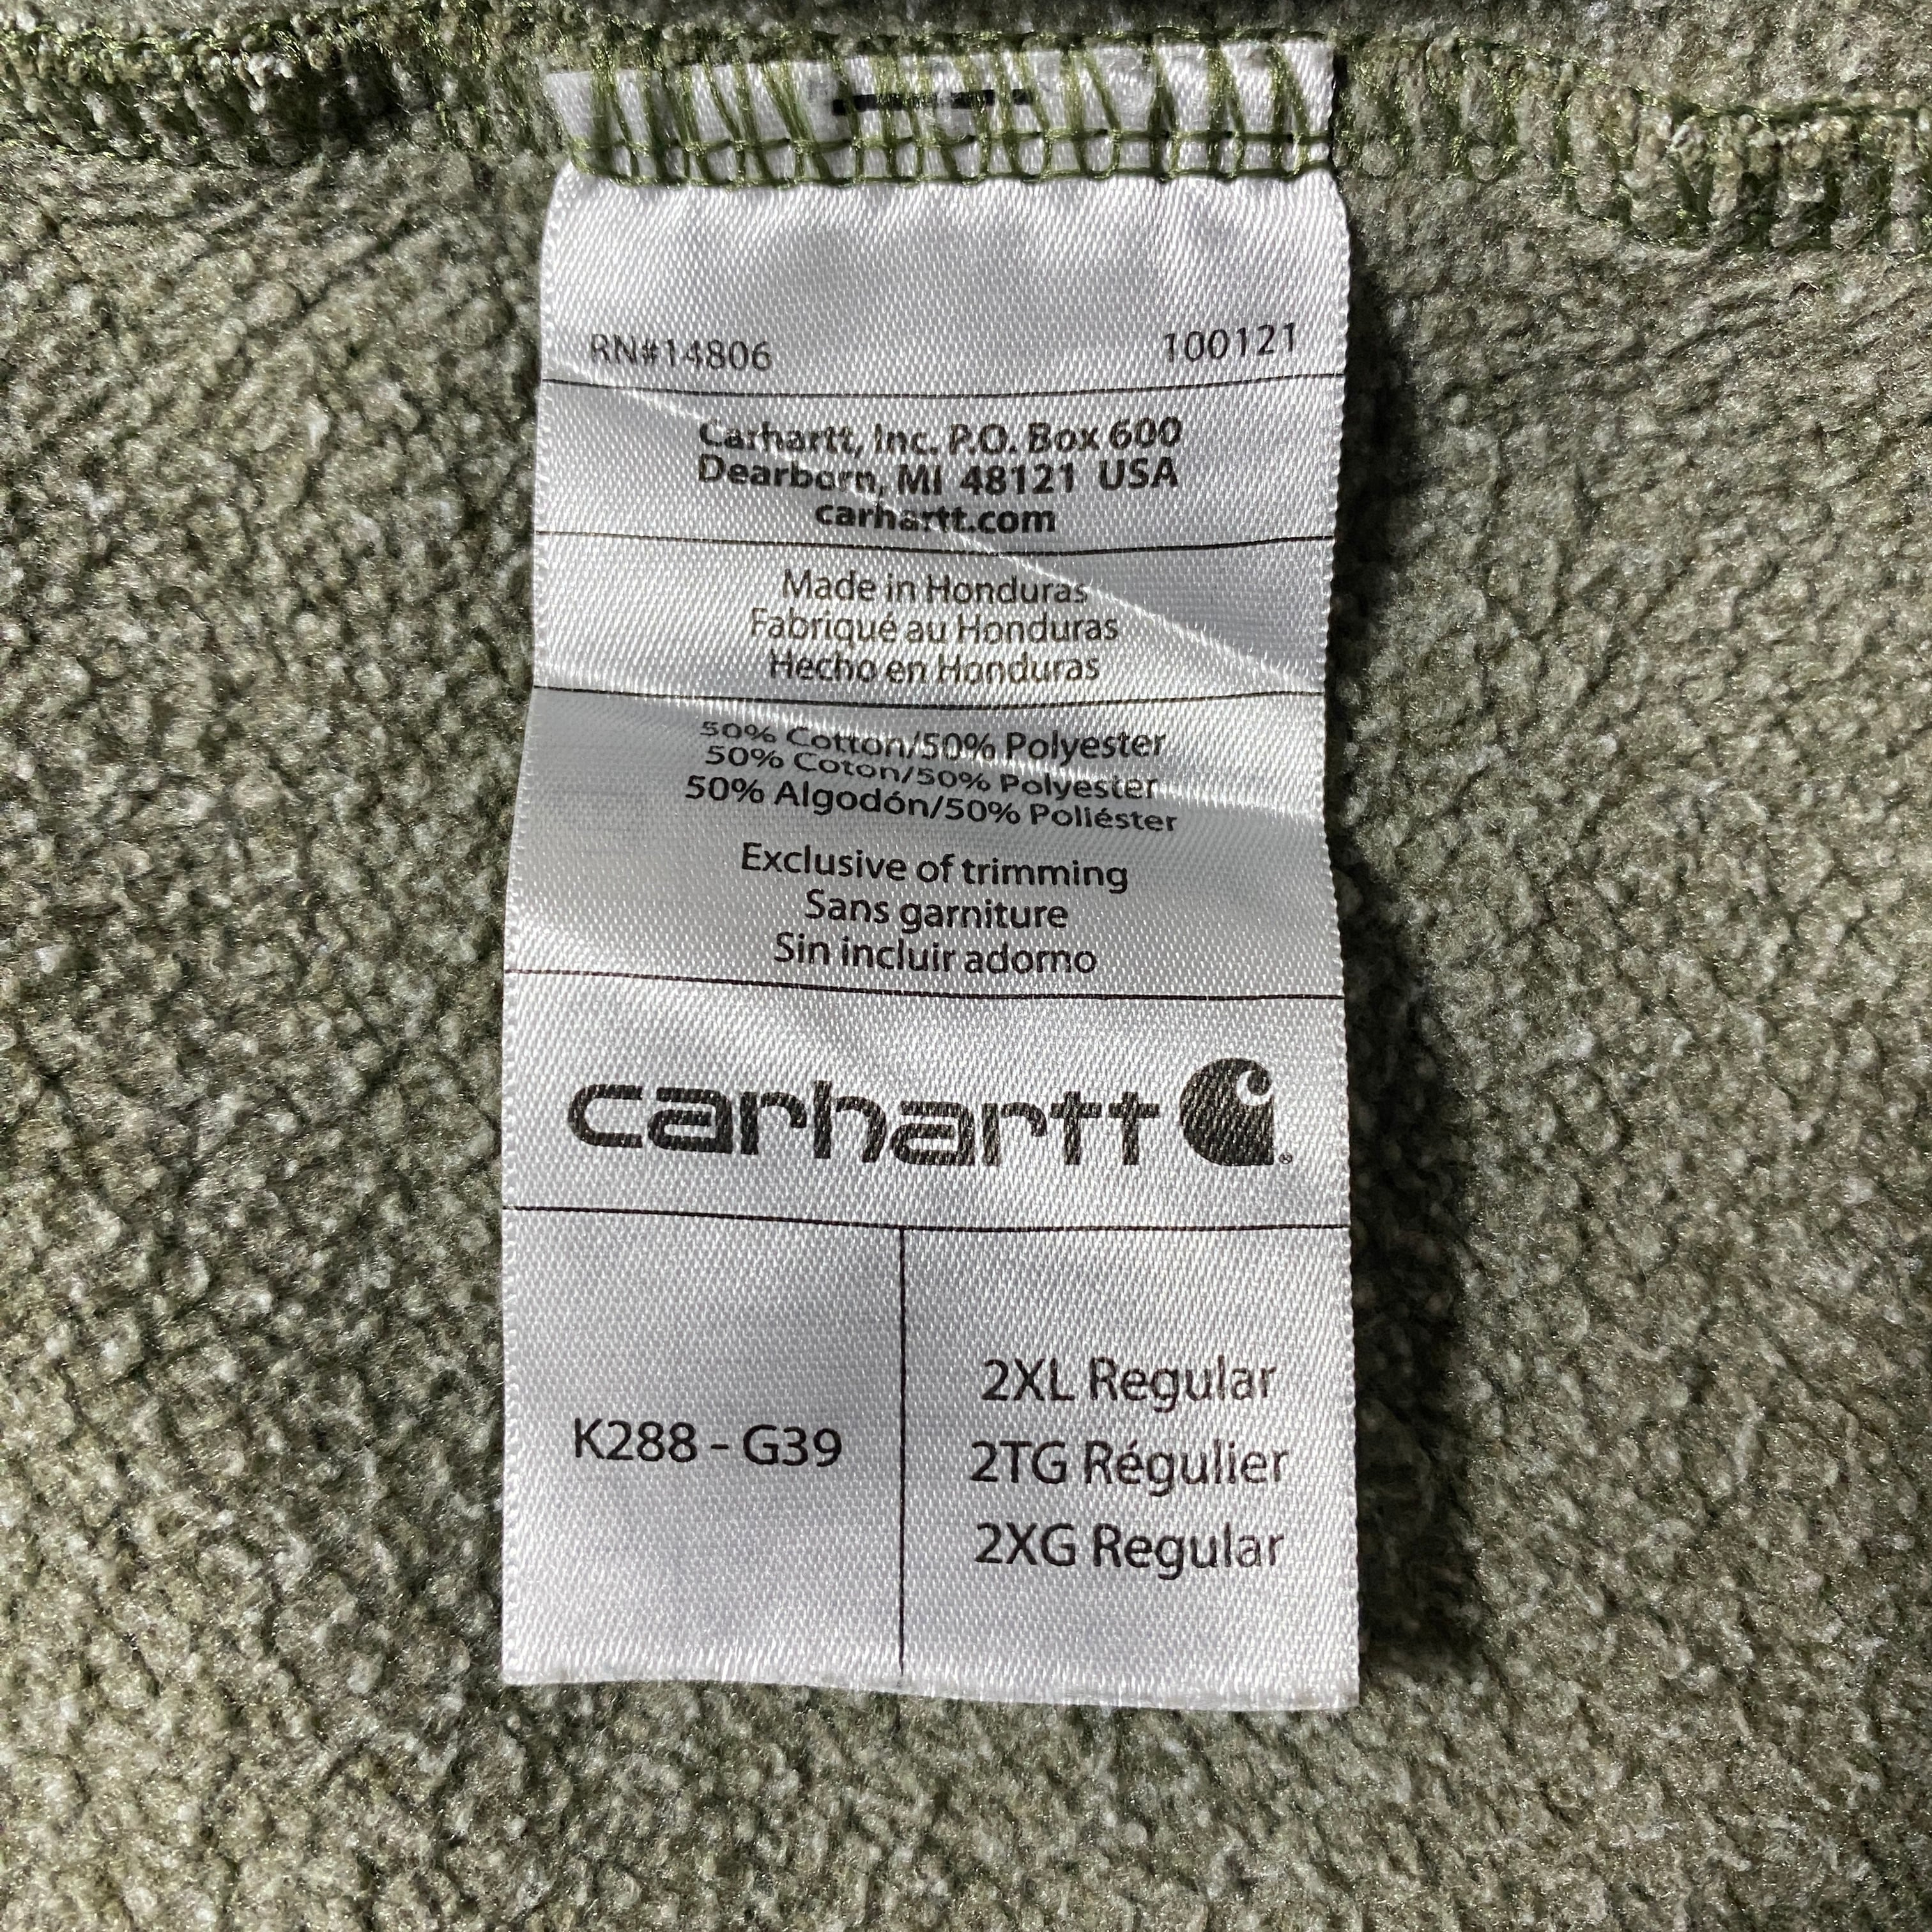 RN#14806 100121
Carhartt, Inc. P.O. Box 600
Dearborn, MI 48121 USA
carhartt.com
Made in Honduras
Fabriqué au Honduras
Hecho en Honduras
50% Cotton/50% Polyester
50% Coton/50% Polyester
50% Algodón/50% Poliéster
Exclusive of trimming
Sans garniture
Sin incluir adorno
carhartt
K288 - G39
2XL Regular
2TG Régulier
2XG Regular